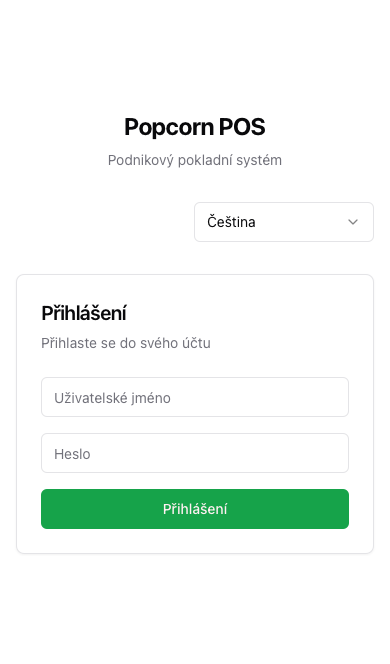 Popcorn POS
Podnikový pokladní systém
Čeština
Přihlášení
Přihlaste se do svého účtu
Uživatelské jméno
Heslo
Přihlášení